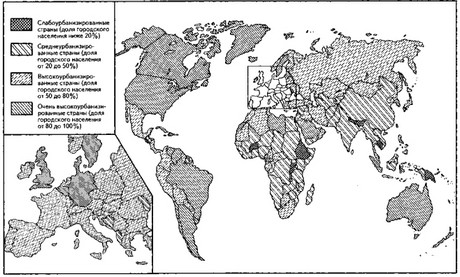 Слабоурбанизированные
страны (доля городского
населения ниже 20%)
Среднеурбанизиро-
ванные страны (доля
городского населения
от 20 до 50%)
Высокоурбанизиро-
ванные страны (доля
городского населения
от 50 до 80%)
Очень высокоурбанизи-
рованные страны (доля
городского населения
от 80 до 100%)